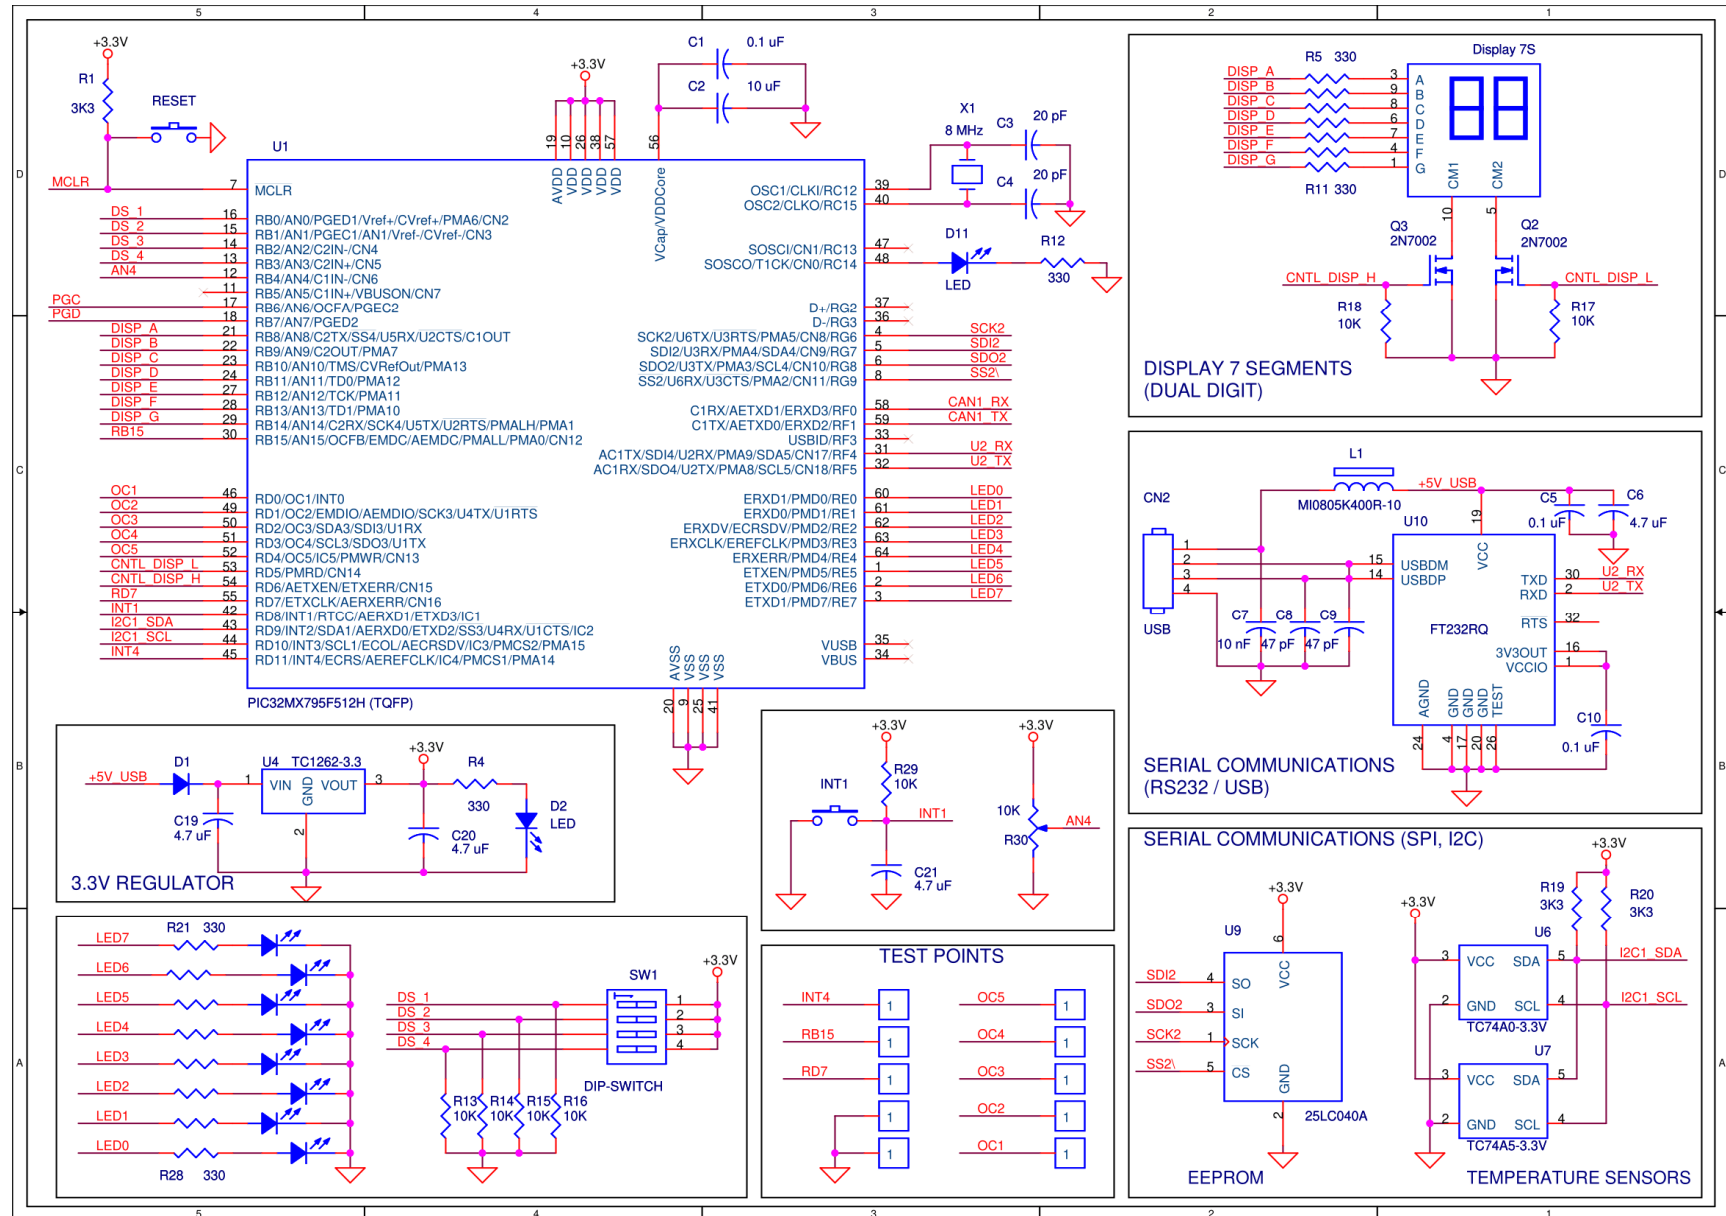 5 4 3 2 1
D
C
B
A
+3.3V
R1
3K3
RESET
MCLR
+3.3V
C1 0.1 uF
C2 10 uF
X1
8 MHz
C3 20 pF
C4 20 pF
D11
LED
R12
330
U1
19 10 26 38 57 56
AVDD VDD VDD VDD VDD VCap/VDDCore
7 MCLR
DS_1 16 RB0/AN0/PGED1/Vref+/CVref+/PMA6/CN2
DS_2 15 RB1/AN1/PGEC1/AN1/Vref-/CVref-/CN3
DS_3 14 RB2/AN2/C2IN-/CN4
DS_4 13 RB3/AN3/C2IN+/CN5
AN4 12 RB4/AN4/C1IN-/CN6
11 RB5/AN5/C1IN+/VBUSON/CN7
PGC 17 RB6/AN6/OCFA/PGEC2
PGD 18 RB7/AN7/PGED2
DISP_A 21 RB8/AN8/C2TX/SS4/U5RX/U2CTS/C1OUT
DISP_B 22 RB9/AN9/C2OUT/PMA7
DISP_C 23 RB10/AN10/TMS/CVRefOut/PMA13
DISP_D 24 RB11/AN11/TD0/PMA12
DISP_E 27 RB12/AN12/TCK/PMA11
DISP_F 28 RB13/AN13/TD1/PMA10
DISP_G 29 RB14/AN14/C2RX/SCK4/U5TX/U2RTS/PMALH/PMA1
RB15 30 RB15/AN15/OCFB/EMDC/AEMDC/PMALL/PMA0/CN12
OC1 46 RD0/OC1/INT0
OC2 49 RD1/OC2/EMDIO/AEMDIO/SCK3/U4TX/U1RTS
OC3 50 RD2/OC3/SDA3/SDI3/U1RX
OC4 51 RD3/OC4/SCL3/SDO3/U1TX
OC5 52 RD4/OC5/IC5/PMWR/CN13
CNTL_DISP_L 53 RD5/PMRD/CN14
CNTL_DISP_H 54 RD6/AETXEN/ETXERR/CN15
RD7 55 RD7/ETXCLK/AERXERR/CN16
INT1 42 RD8/INT1/RTCC/AERXD1/ETXD3/IC1
I2C1_SDA 43 RD9/INT2/SDA1/AERXD0/ETXD2/SS3/U4RX/U1CTS/IC2
I2C1_SCL 44 RD10/INT3/SCL1/ECOL/AECRSDV/IC3/PMCS2/PMA15
INT4 45 RD11/INT4/ECRS/AEREFCLK/IC4/PMCS1/PMA14
OSC1/CLKI/RC12 39
OSC2/CLKO/RC15 40
SOSCI/CN1/RC13 47
SOSCO/T1CK/CN0/RC14 48
D+/RG2 37
D-/RG3 36
SCK2/U6TX/U3RTS/PMA5/CN8/RG6 4 SCK2
SDI2/U3RX/PMA4/SDA4/CN9/RG7 5 SDI2
SDO2/U3TX/PMA3/SCL4/CN10/RG8 6 SDO2
SS2/U6RX/U3CTS/PMA2/CN11/RG9 8 SS2\
C1RX/AETXD1/ERXD3/RF0 58 CAN1_RX
C1TX/AETXD0/ERXD2/RF1 59 CAN1_TX
USBID/RF3 33
AC1TX/SDI4/U2RX/PMA9/SDA5/CN17/RF4 31 U2_RX
AC1RX/SDO4/U2TX/PMA8/SCL5/CN18/RF5 32 U2_TX
ERXD1/PMD0/RE0 60 LED0
ERXD0/PMD1/RE1 61 LED1
ERXDV/ECRSDV/PMD2/RE2 62 LED2
ERXCLK/EREFCLK/PMD3/RE3 63 LED3
ERXERR/PMD4/RE4 64 LED4
ETXEN/PMD5/RE5 1 LED5
ETXD0/PMD6/RE6 2 LED6
ETXD1/PMD7/RE7 3 LED7
VUSB 35
VBUS 34
AVSS VSS VSS VSS
20 9 25 41
PIC32MX795F512H (TQFP)
Display 7S
R5 330
DISP_A 3 A
DISP_B 9 B
DISP_C 8 C
DISP_D 6 D
DISP_E 7 E
DISP_F 4 F
DISP_G 1 G
R11 330
CM1 CM2
10 5
Q3
2N7002
Q2
2N7002
CNTL_DISP_H
CNTL_DISP_L
R18
10K
R17
10K
DISPLAY 7 SEGMENTS
(DUAL DIGIT)
CN2
USB
1
2
3
4
L1
MI0805K400R-10
+5V_USB
C5
0.1 uF
C6
4.7 uF
U10
19
VCC
15 USBDM
14 USBDP
TXD 30 U2_RX
RXD 2 U2_TX
RTS 32
FT232RQ
3V3OUT 16
VCCIO 1
AGND GND GND GND TEST
24 4 17 20 26
C7
10 nF
C8
47 pF
C9
47 pF
C10
0.1 uF
SERIAL COMMUNICATIONS
(RS232 / USB)
+5V_USB
D1
U4 TC1262-3.3
1 VIN GND VOUT 3
2
C19
4.7 uF
+3.3V
R4
330
C20
4.7 uF
D2
LED
3.3V REGULATOR
+3.3V
R29
10K
INT1
INT1
C21
4.7 uF
+3.3V
10K
R30
AN4
SERIAL COMMUNICATIONS (SPI, I2C)
+3.3V
U9
6
VCC
SDI2 4 SO
SDO2 3 SI
SCK2 1 SCK
SS2\ 5 CS
GND
2
25LC040A
EEPROM
+3.3V
+3.3V
R19
3K3
R20
3K3
U6
3 VCC SDA 5 I2C1_SDA
2 GND SCL 4 I2C1_SCL
TC74A0-3.3V
U7
3 VCC SDA 5
2 GND SCL 4
TC74A5-3.3V
TEMPERATURE SENSORS
R21 330
LED7
LED6
LED5
LED4
LED3
LED2
LED1
LED0
R28 330
SW1
+3.3V
DS_1 1
DS_2 2
DS_3 3
DS_4 4
DIP-SWITCH
R13
10K
R14
10K
R15
10K
R16
10K
TEST POINTS
INT4 1 OC5 1
RB15 1 OC4 1
RD7 1 OC3 1
1 OC2 1
1 OC1 1
D
C
B
A
5 4 3 2 1